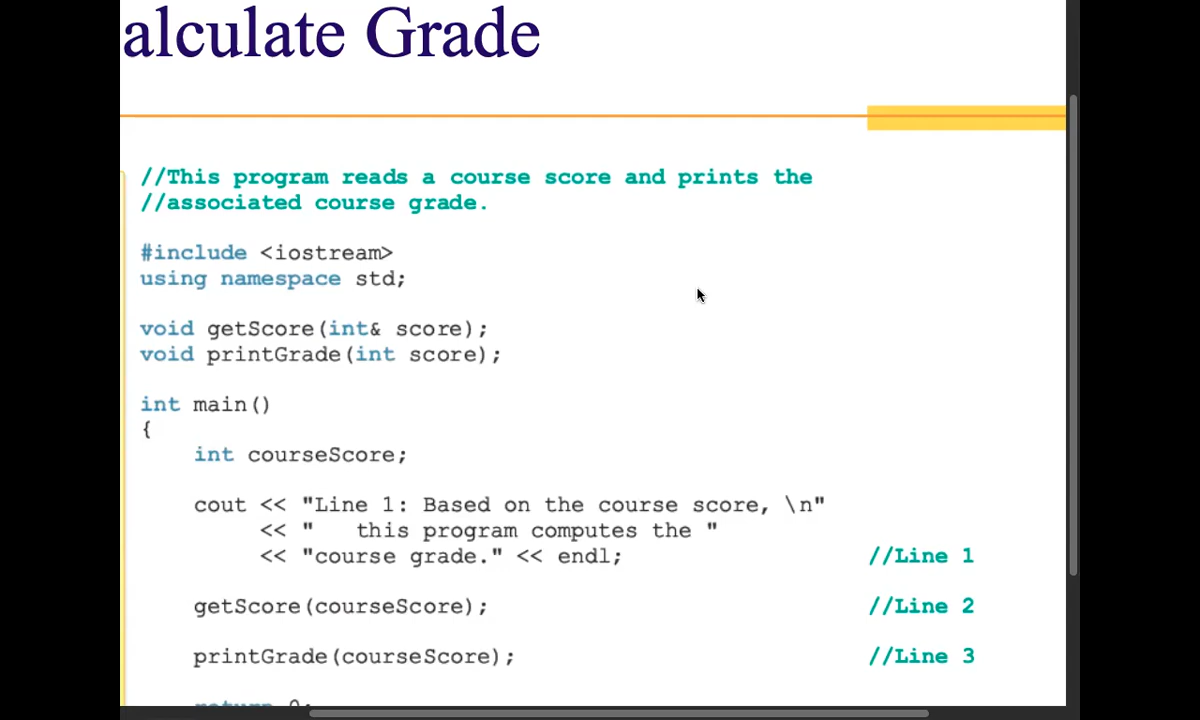 alculate Grade
//This program reads a course score and prints the
//associated course grade.
#include <iostream>
using namespace std;
void getScore(int& score);
void printGrade(int score);
int main()
{
    int courseScore;
    cout << "Line 1: Based on the course score, \n"
         << "   this program computes the "
         << "course grade." << endl;                  //Line 1
    getScore(courseScore);                            //Line 2
    printGrade(courseScore);                          //Line 3
    return 0;